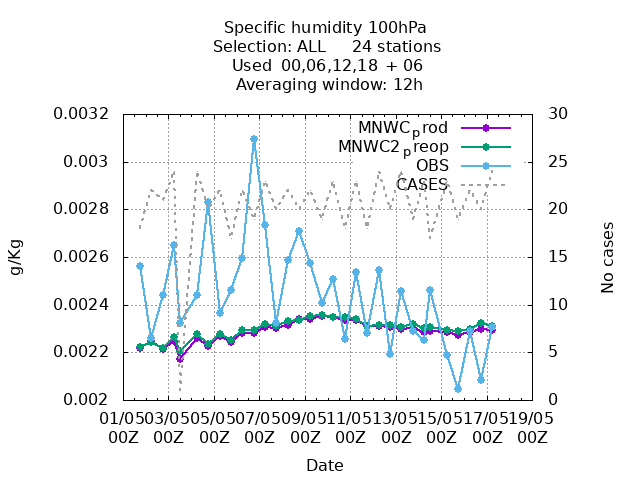 Specific humidity 100hPa
Selection: ALL 24 stations
Used 00,06,12,18 + 06
Averaging window: 12h
0.0032
0.003
0.0028
0.0026
0.0024
0.0022
0.002
g/Kg
MNWCprod
MNWC2preop
OBS
CASES
30
25
20
15
10
5
0
No cases
01/05 03/05 05/05 07/05 09/05 11/05 13/05 15/05 17/05 19/05
00Z 00Z 00Z 00Z 00Z 00Z 00Z 00Z 00Z 00Z
Date